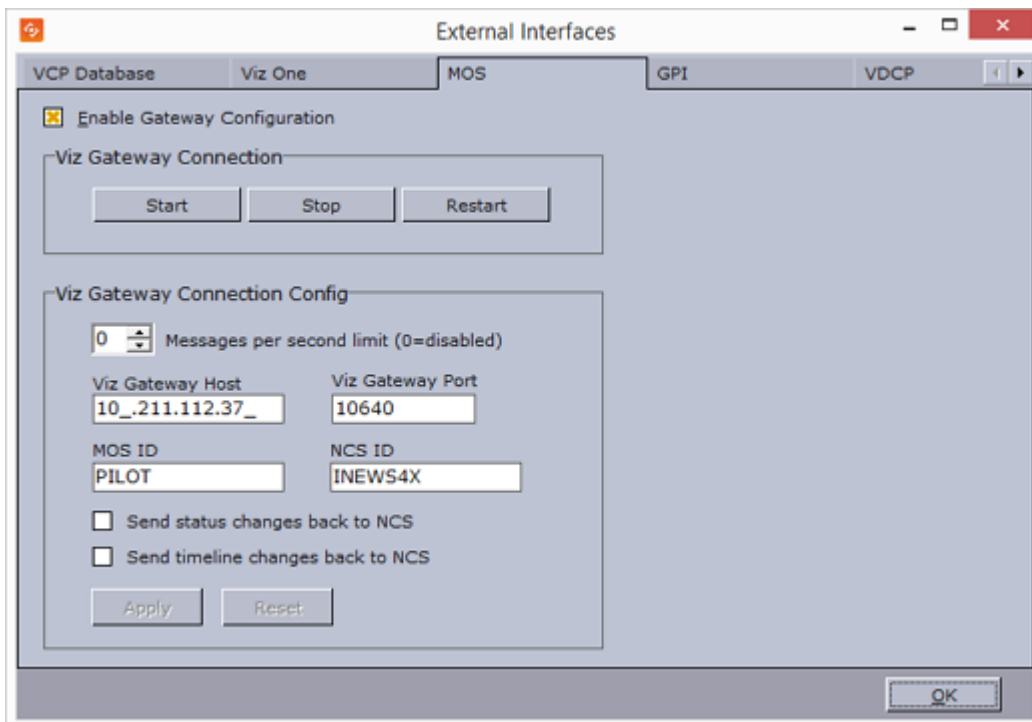 External Interfaces
VCP Database Viz One MOS GPI VDCP
Enable Gateway Configuration
Viz Gateway Connection
Start Stop Restart
Viz Gateway Connection Config
0 Messages per second limit (0=disabled)
Viz Gateway Host Viz Gateway Port
10_.211.112.37_ 10640
MOS ID NCS ID
PILOT INEWS4X
Send status changes back to NCS
Send timeline changes back to NCS
Apply Reset
OK